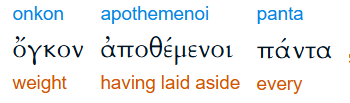 onkon apothemenoi panta
ὄγκον ἀποθέμενοι πάντα ,
weight having laid aside every